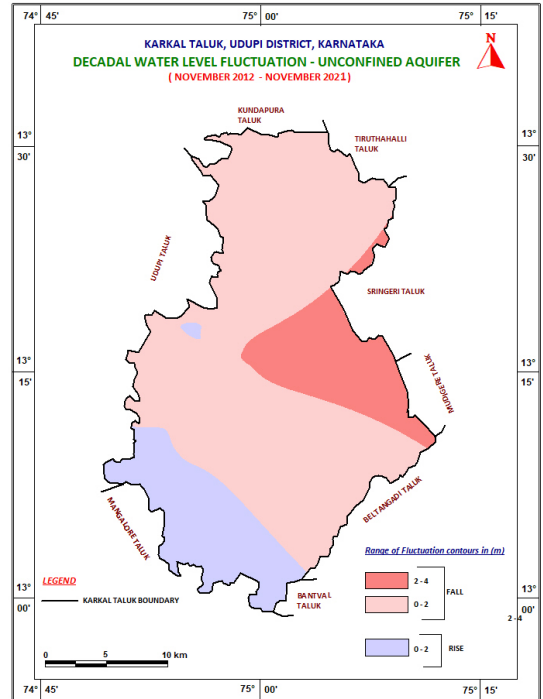 74° 45' 75° 00' 75° 15'
KARKAL TALUK, UDUPI DISTRICT, KARNATAKA
DECADAL WATER LEVEL FLUCTUATION - UNCONFINED AQUIFER
( NOVEMBER 2012 - NOVEMBER 2021)
N
KUNDAPURA
TALUK
TIRUTHAHALLI
TALUK
13°
30'
13°
30'
UDUPI TALUK
SRINGERI TALUK
13°
15'
13°
15'
MUDIGERE TALUK
BELTANGADI TALUK
MANGALORE TALUK
BANTVAL
TALUK
Range of Fluctuation contours in (m)
2 - 4
0 - 2
FALL
0 - 2
RISE
2 - 4
LEGEND
KARKAL TALUK BOUNDARY
13°
00'
13°
00'
0 5 10 km
74° 45' 75° 00' 75° 15'